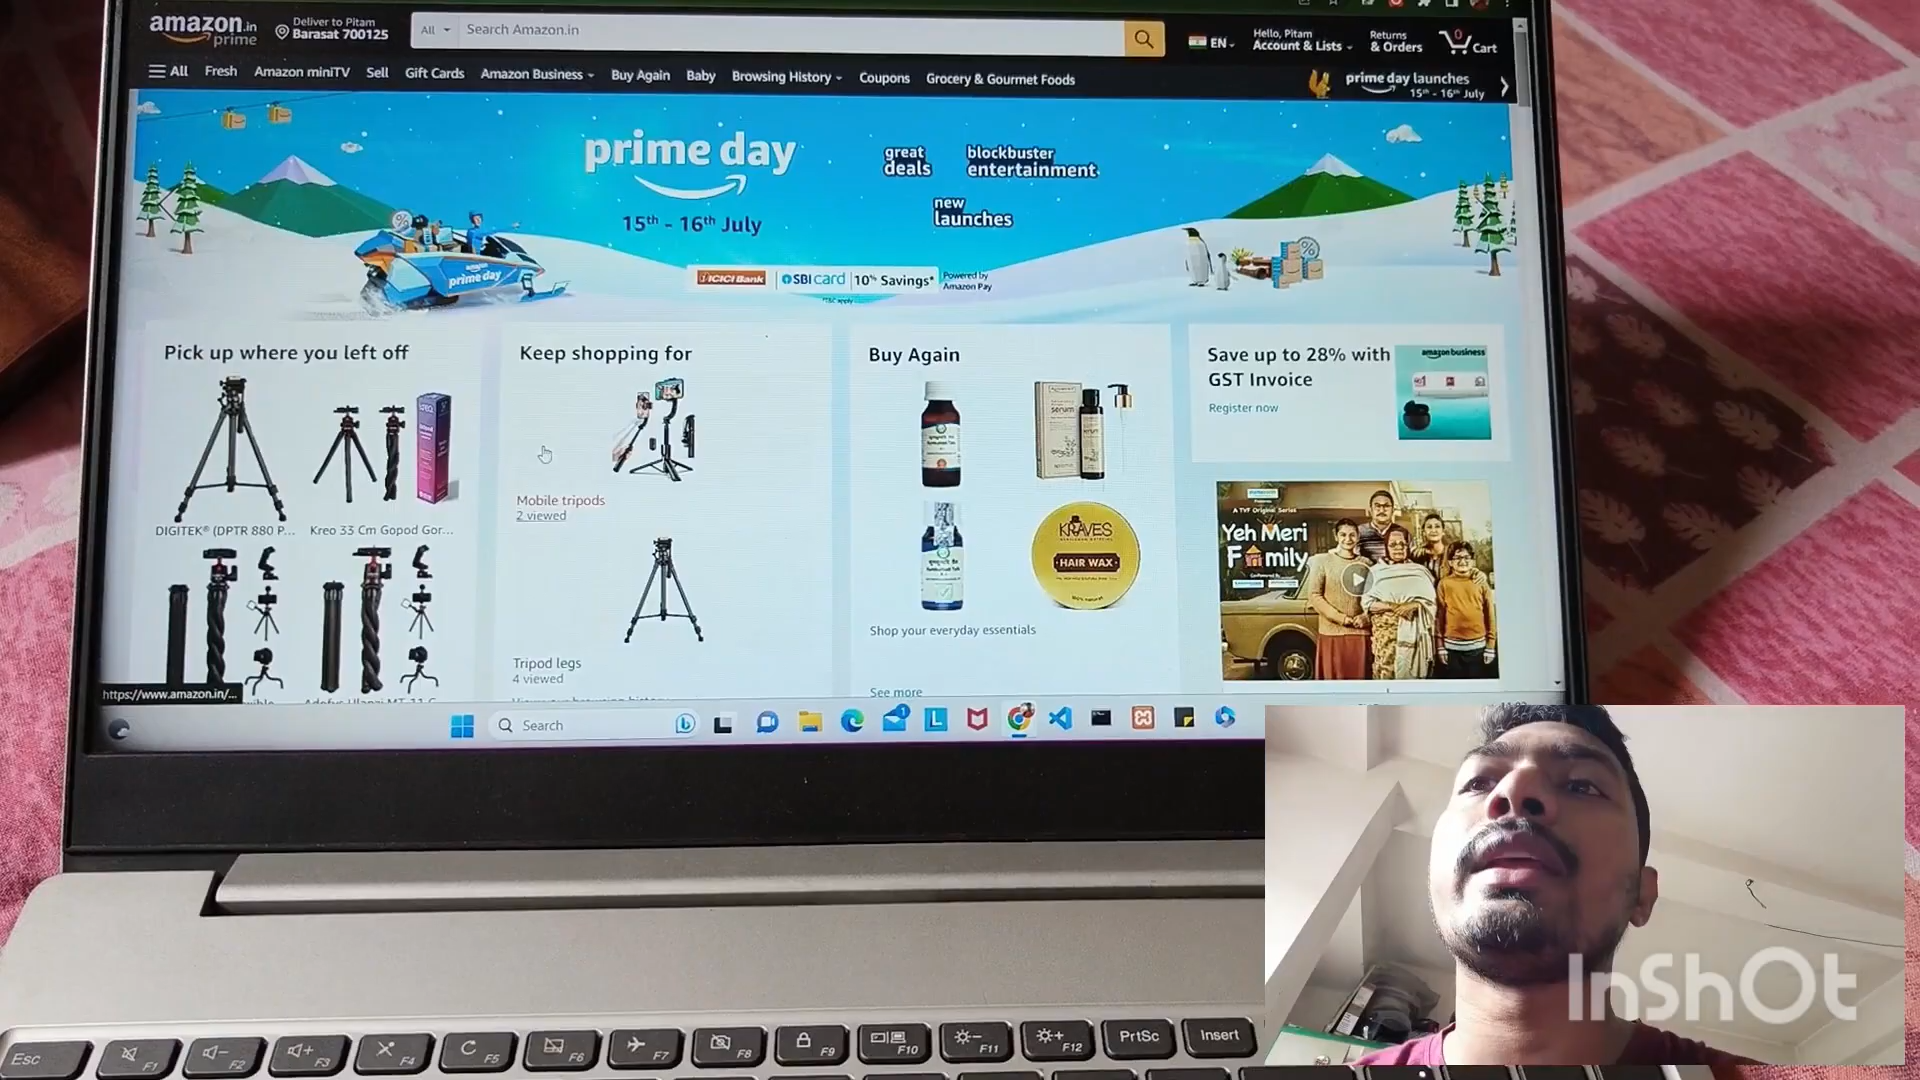 amazon.in
prime
Deliver to Pitam
Barasat 700125
All
Search Amazon.in
EN
Hello, Pitam
Account & Lists
Returns
& Orders
0
Cart
All
Fresh
Amazon miniTV
Sell
Gift Cards
Amazon Business
Buy Again
Baby
Browsing History
Coupons
Grocery & Gourmet Foods
prime day launches
15th - 16th July
prime day
15th - 16th July
great
deals
blockbuster
entertainment
new
launches
prime day
ICICI Bank
SBI card
10% Savings*
Powered by
Amazon Pay
Pick up where you left off
DIGITEK® (DPTR 880 P...
Kreo 33 Cm Gopod Gor...
Keep shopping for
Mobile tripods
2 viewed
Tripod legs
4 viewed
Buy Again
serum
KRAVES
HAIR WAX
Shop your everyday essentials
See more
Save up to 28% with
GST Invoice
Register now
amazon business
A TVF Original Series
Yeh Meri
Family
https://www.amazon.in/...
Search
1
InShOt
Esc
F1
F2
F3
F4
F5
F6
F7
F8
F9
F10
F11
F12
PrtSc
Insert